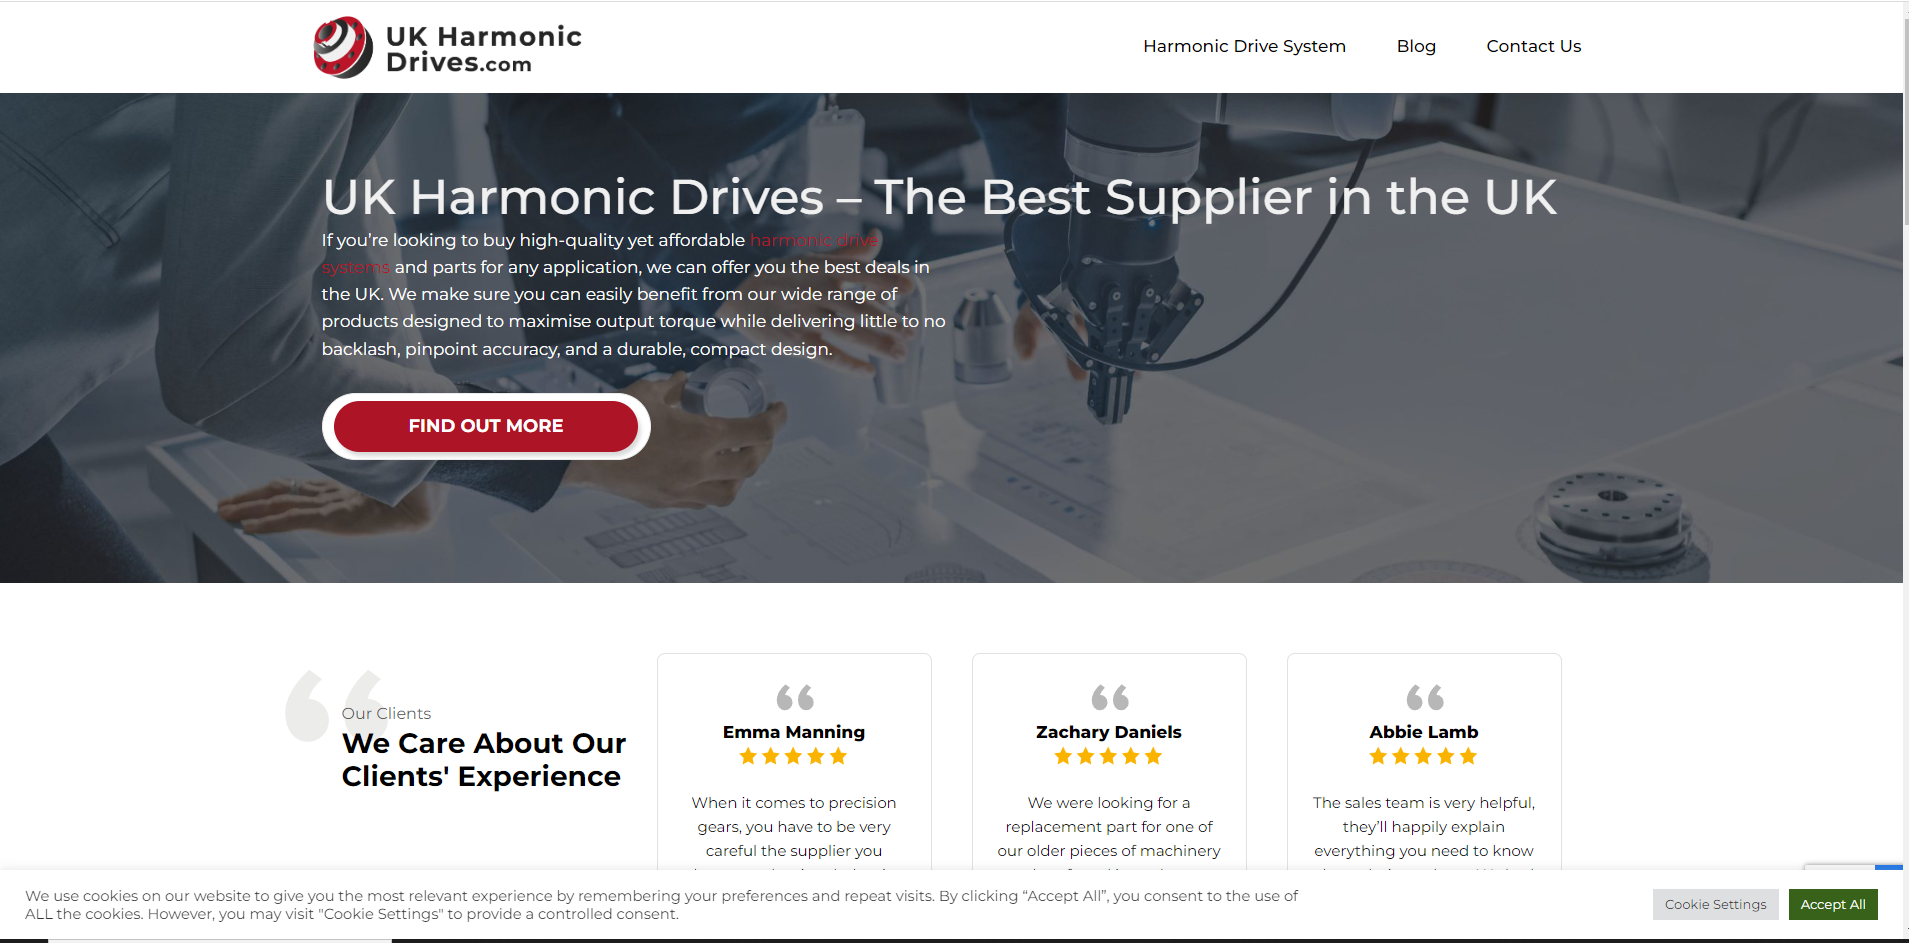 UK Harmonic
Drives.com
Harmonic Drive System
Blog
Contact Us
UK Harmonic Drives – The Best Supplier in the UK
If you’re looking to buy high-quality yet affordable harmonic drive
systems and parts for any application, we can offer you the best deals in
the UK. We make sure you can easily benefit from our wide range of
products designed to maximise output torque while delivering little to no
backlash, pinpoint accuracy, and a durable, compact design.
FIND OUT MORE
Our Clients
We Care About Our
Clients' Experience
Emma Manning
When it comes to precision
gears, you have to be very
careful the supplier you
Zachary Daniels
We were looking for a
replacement part for one of
our older pieces of machinery
Abbie Lamb
The sales team is very helpful,
they’ll happily explain
everything you need to know
We use cookies on our website to give you the most relevant experience by remembering your preferences and repeat visits. By clicking “Accept All”, you consent to the use of
ALL the cookies. However, you may visit "Cookie Settings" to provide a controlled consent.
Cookie Settings
Accept All